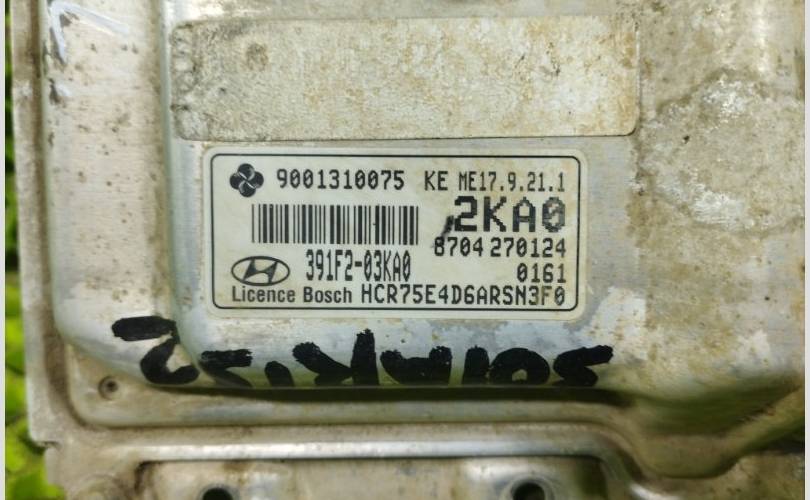 9001310075 KE ME17.9.21.1
2KA0
8704 270124
391F2-03KA0
0161
Licence Bosch HCR75E4D6ARSN3F0